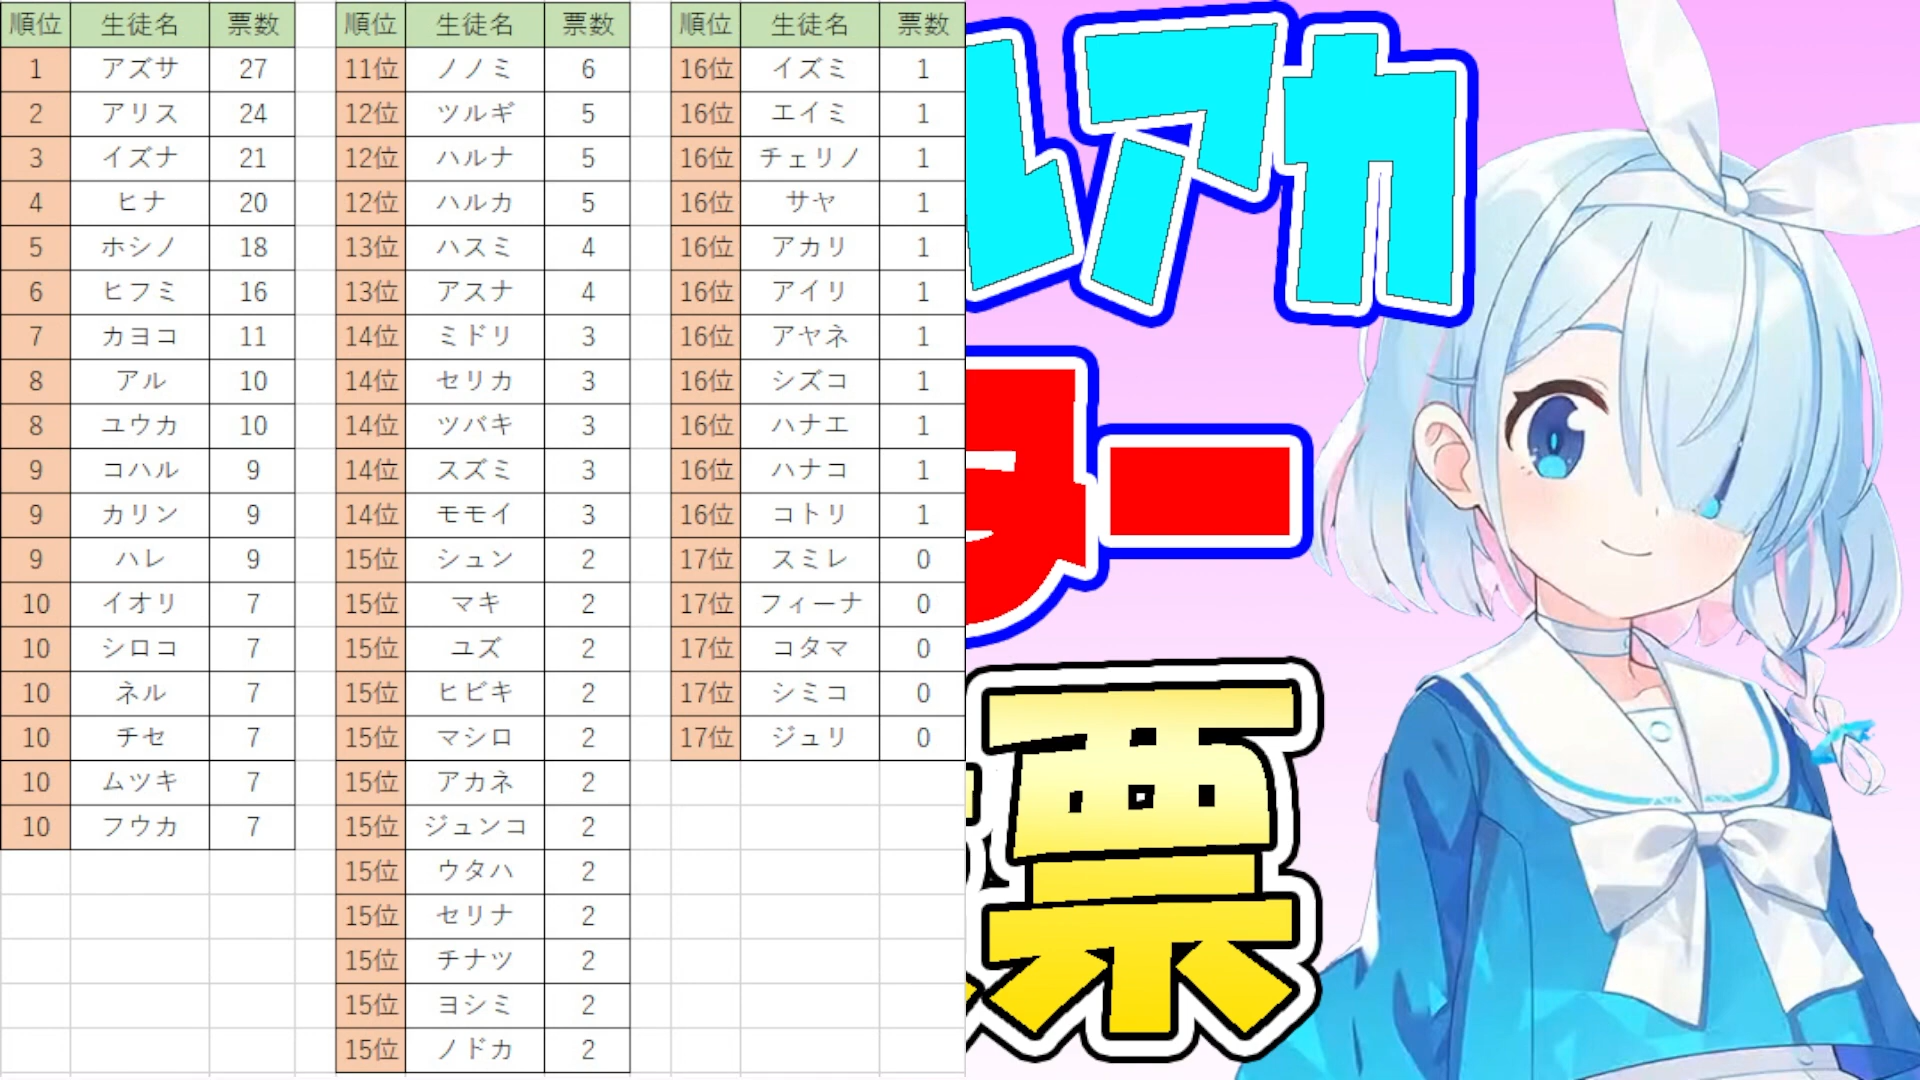 順位 生徒名 票数
1 アズサ 27
2 アリス 24
3 イズナ 21
4 ヒナ 20
5 ホシノ 18
6 ヒフミ 16
7 カヨコ 11
8 アル 10
8 ユウカ 10
9 コハル 9
9 カリン 9
9 ハレ 9
10 イオリ 7
10 シロコ 7
10 ネル 7
10 チセ 7
10 ムツキ 7
10 フウカ 7
順位 生徒名 票数
11位 ノノミ 6
12位 ツルギ 5
12位 ハルナ 5
12位 ハルカ 5
13位 ハスミ 4
13位 アスナ 4
14位 ミドリ 3
14位 セリカ 3
14位 ツバキ 3
14位 スズミ 3
14位 モモイ 3
15位 シュン 2
15位 マキ 2
15位 ユズ 2
15位 ヒビキ 2
15位 マシロ 2
15位 アカネ 2
15位 ジュンコ 2
15位 ウタハ 2
15位 セリナ 2
15位 チナツ 2
15位 ヨシミ 2
15位 ノドカ 2
順位 生徒名 票数
16位 イズミ 1
16位 エイミ 1
16位 チェリノ 1
16位 サヤ 1
16位 アカリ 1
16位 アイリ 1
16位 アヤネ 1
16位 シズコ 1
16位 ハナエ 1
16位 ハナコ 1
16位 コトリ 1
17位 スミレ 0
17位 フィーナ 0
17位 コタマ 0
17位 シミコ 0
17位 ジュリ 0
ルアカ
ー
票